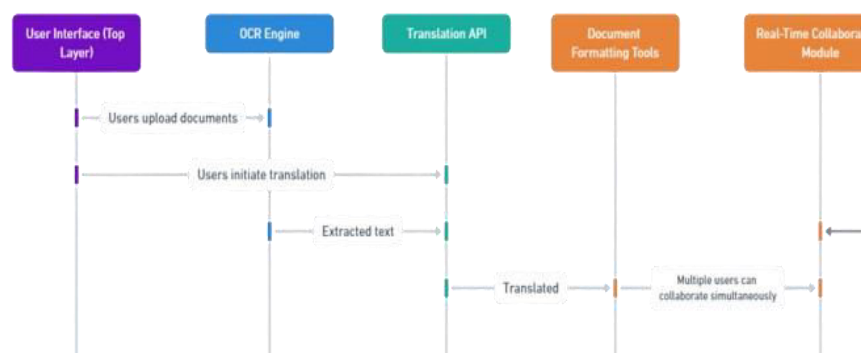 User Interface (Top
Layer)
OCR Engine
Translation API
Document
Formatting Tools
Real-Time Collabora
Module
Users upload documents
Users initiate translation
Extracted text
Translated
Multiple users can
collaborate simultaneously